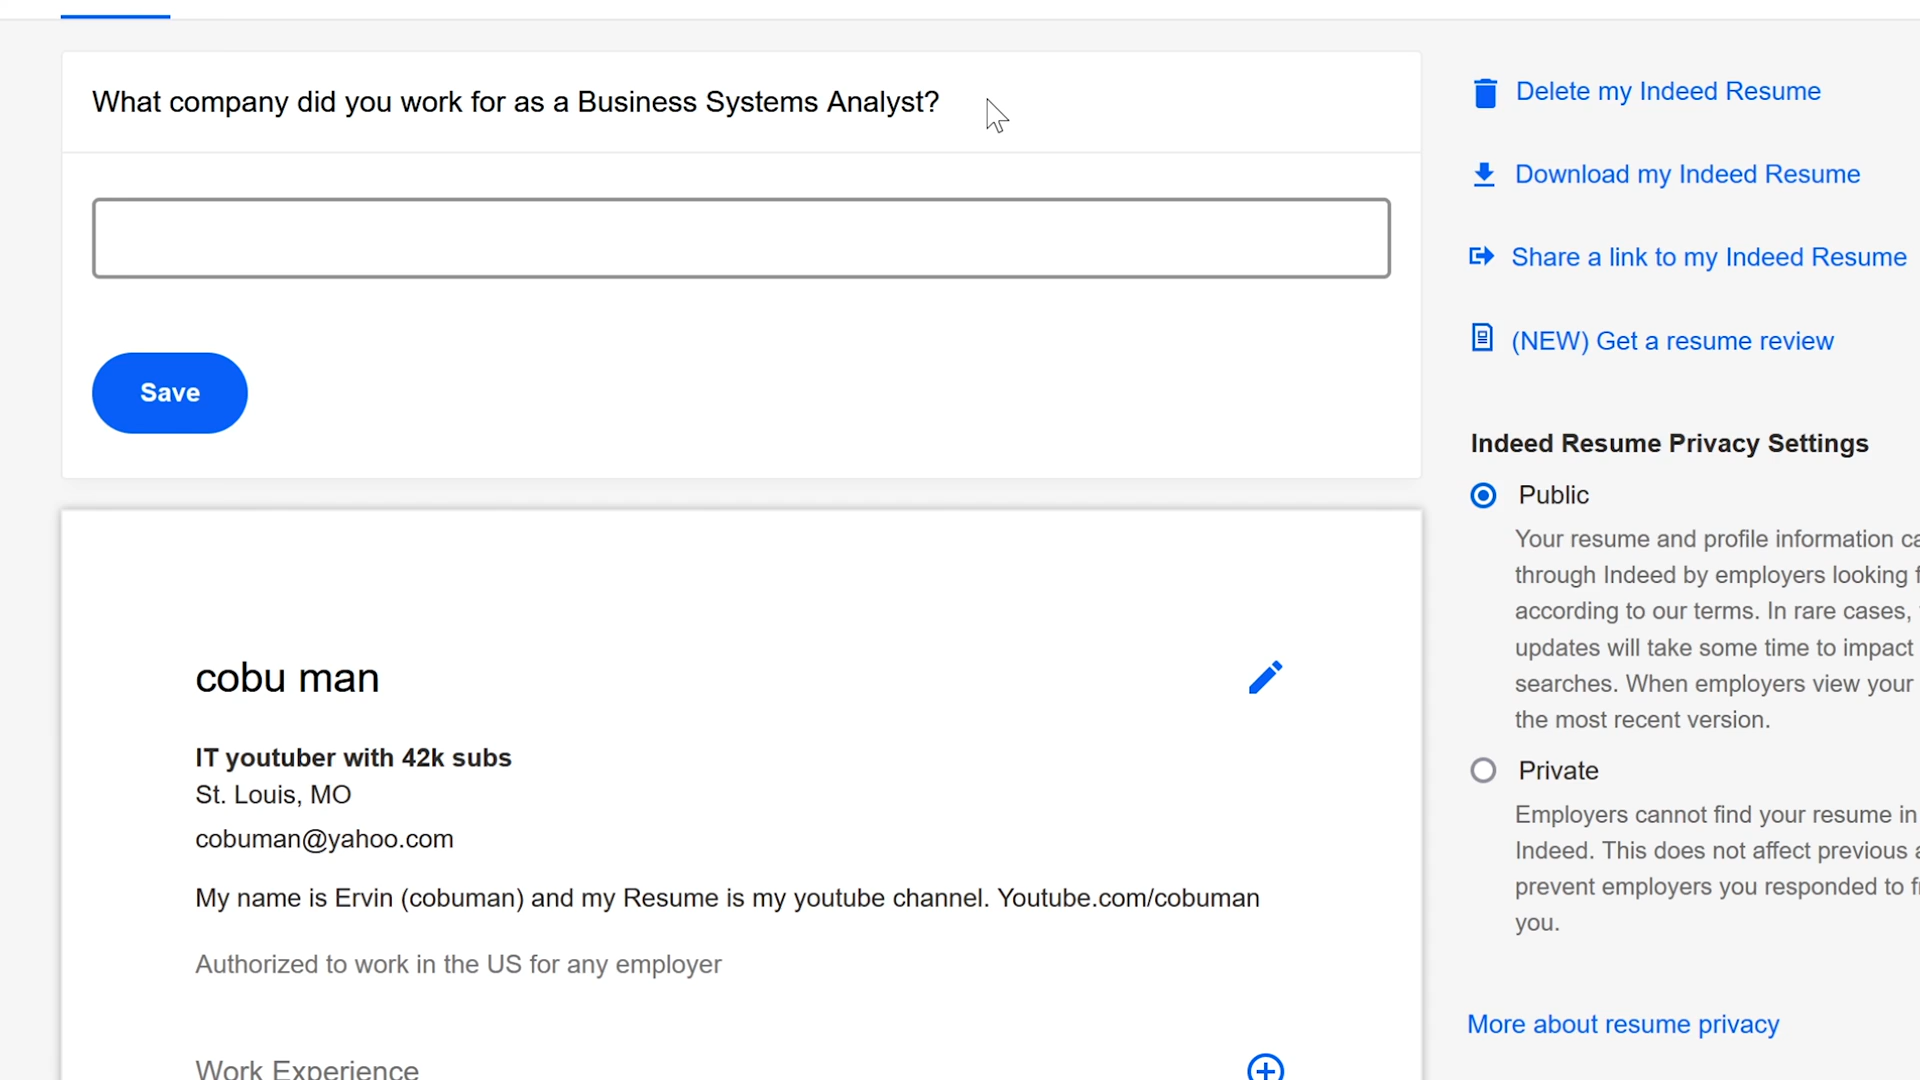 What company did you work for as a Business Systems Analyst?
Save
cobu man
IT youtuber with 42k subs
St. Louis, MO
cobuman@yahoo.com
My name is Ervin (cobuman) and my Resume is my youtube channel. Youtube.com/cobuman
Authorized to work in the US for any employer
Work Experience
Delete my Indeed Resume
Download my Indeed Resume
Share a link to my Indeed Resume
(NEW) Get a resume review
Indeed Resume Privacy Settings
Public
Your resume and profile information
through Indeed by employers looking
according to our terms. In rare cases,
updates will take some time to impact
searches. When employers view your
the most recent version.
Private
Employers cannot find your resume in
Indeed. This does not affect previous
prevent employers you responded to
you.
More about resume privacy